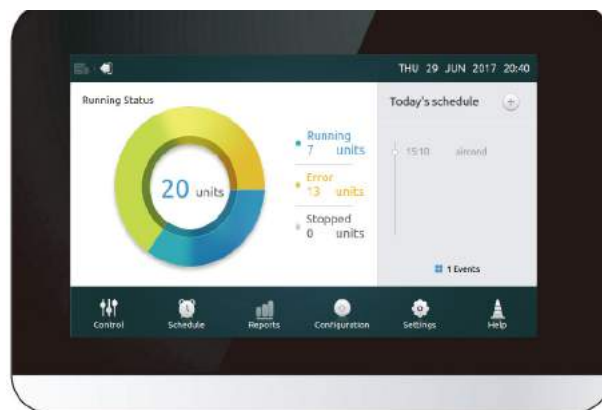 THU 29 JUN 2017 20:40
Running Status
20 units
Running
7 units
Error
13 units
Stopped
0 units
Today's schedule
15:10 aircond
1 Events
Control
Schedule
Reports
Configuration
Settings
Help